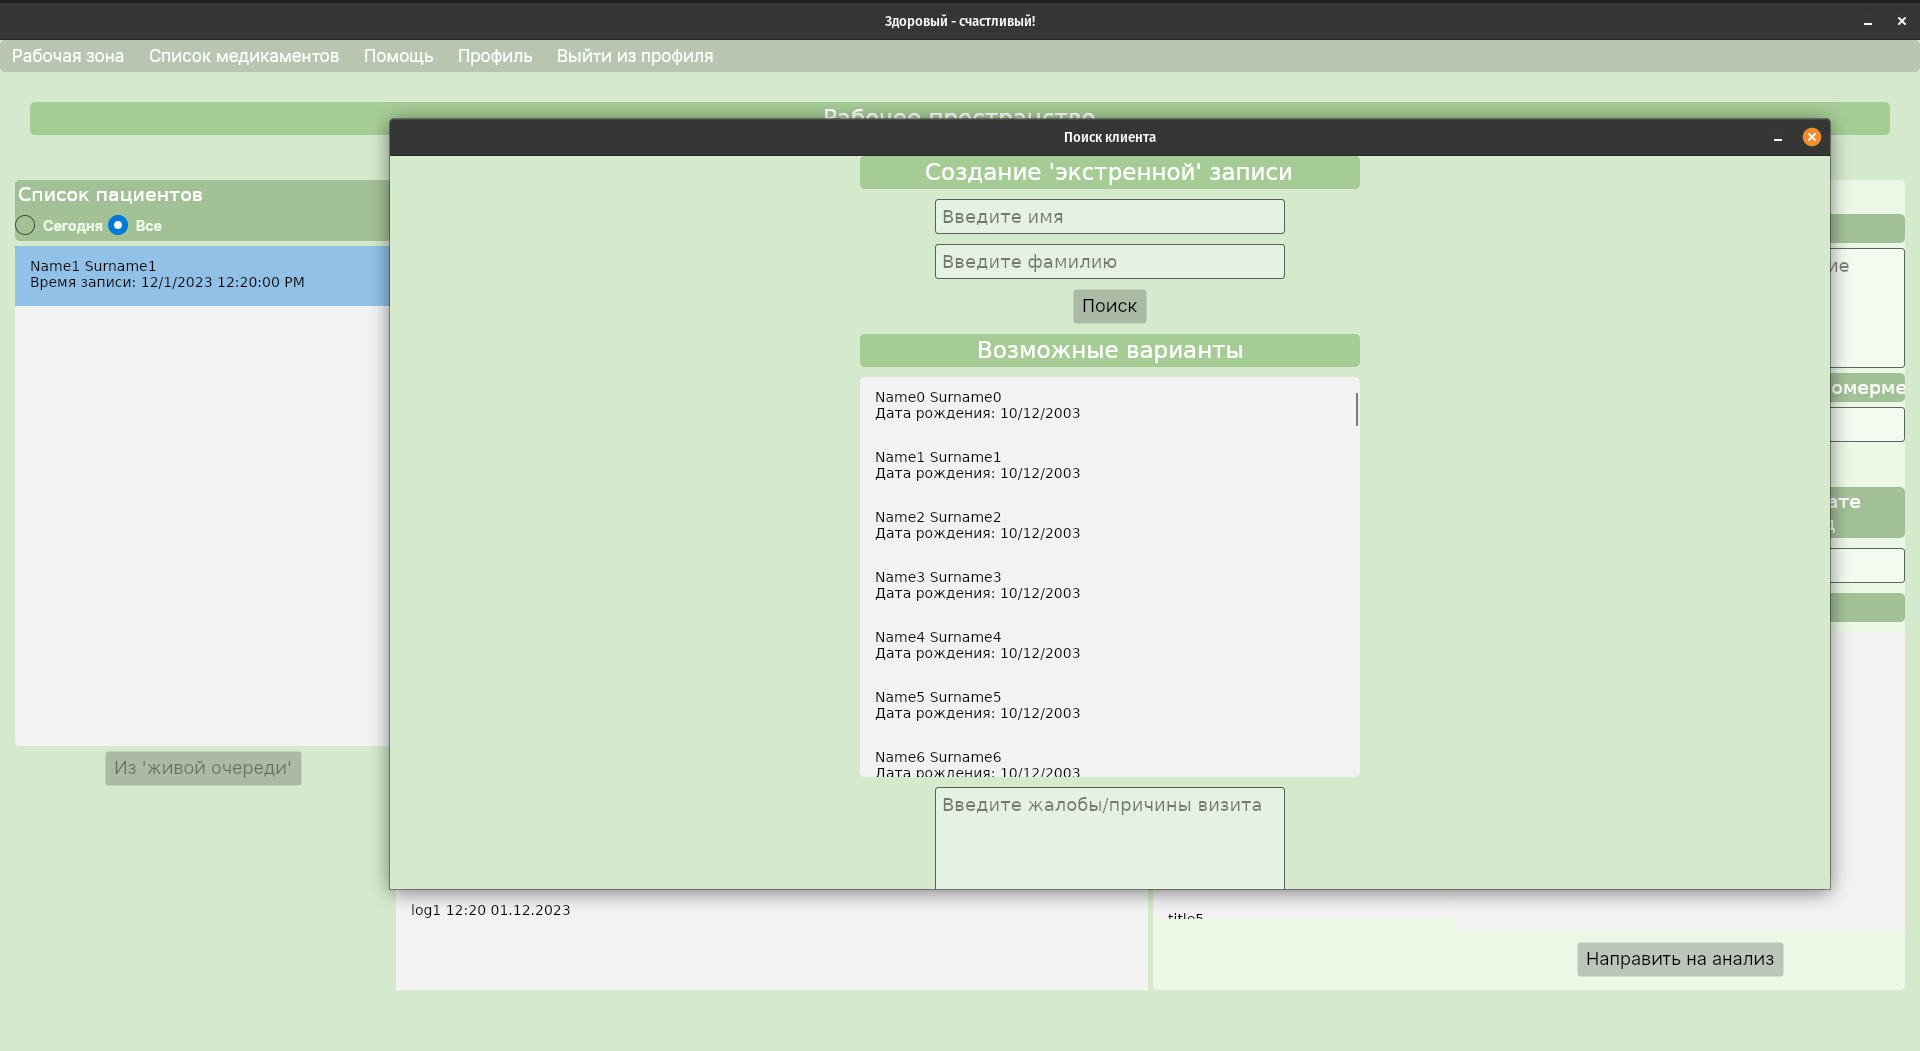 Здоровый - счастливый!
Рабочая зона Список медикаментов Помощь Профиль Выйти из профиля
Рабочее пространство
Поиск клиента
Создание 'экстренной' записи
Введите имя
Введите фамилию
Поиск
Возможные варианты
Name0 Surname0
Дата рождения: 10/12/2003
Name1 Surname1
Дата рождения: 10/12/2003
Name2 Surname2
Дата рождения: 10/12/2003
Name3 Surname3
Дата рождения: 10/12/2003
Name4 Surname4
Дата рождения: 10/12/2003
Name5 Surname5
Дата рождения: 10/12/2003
Name6 Surname6
Дата рождения: 10/12/2003
Введите жалобы/причины визита
Список пациентов
Сегодня Все
Name1 Surname1
Время записи: 12/1/2023 12:20:00 PM
Из 'живой очереди'
log1 12:20 01.12.2023
title5
ие
омерме
ате
Направить на анализ